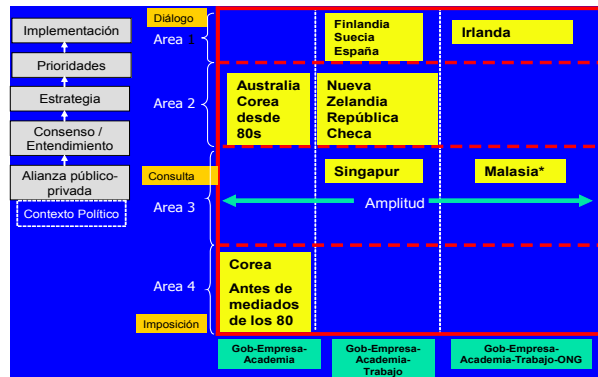 Implementación
Prioridades
Estrategia
Consenso /
Entendimiento
Alianza público-
privada
Contexto Político
Diálogo
Area 1
Area 2
Consulta
Area 3
Area 4
Imposición
Finlandia
Suecia
España
Irlanda
Australia
Corea
desde
80s
Nueva
Zelandia
República
Checa
Singapur
Malasia*
Amplitud
Corea
Antes de
mediados
de los 80
Gob-Empresa-
Academia
Gob-Empresa-
Academia-
Trabajo
Gob-Empresa-
Academia-Trabajo-ONG